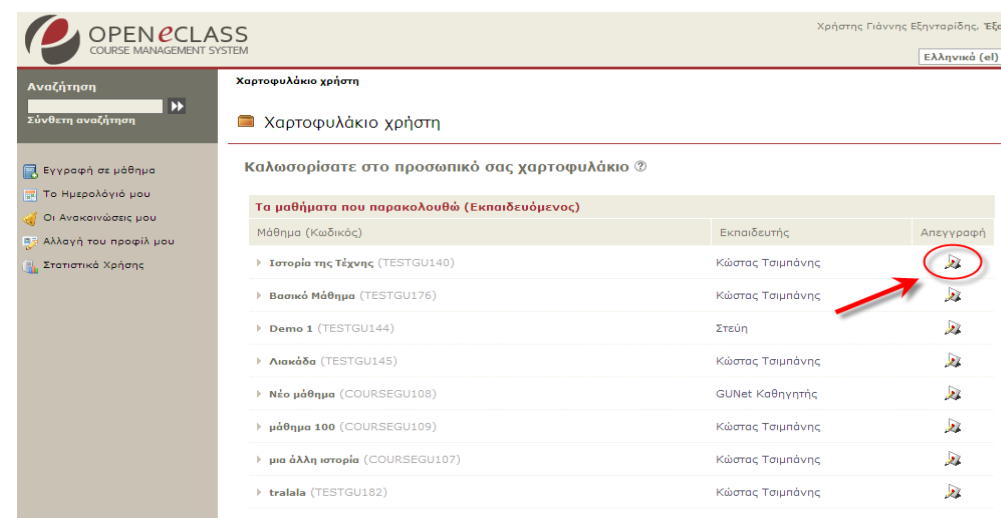 OPEN eCLASS
COURSE MANAGEMENT SYSTEM
Χρήστης Γιάννης Εξηνταρίδης,
Ελληνικά (el)
Αναζήτηση
Σύνθετη αναζήτηση
Εγγραφή σε μάθημα
Το Ημερολόγιό μου
Οι Ανακοινώσεις μου
Αλλαγή του προφίλ μου
Στατιστικά Χρήσης
Χαρτοφυλάκιο χρήστη
Χαρτοφυλάκιο χρήστη
Καλωσορίσατε στο προσωπικό σας χαρτοφυλάκιο
Τα μαθήματα που παρακολουθώ (Εκπαιδευόμενος)
Μάθημα (Κωδικός) Εκπαιδευτής Απεγγραφή
Ιστορία της Τέχνης (TESTGU140) Κώστας Τσιμπάνης
Βασικό Μάθημα (TESTGU176) Κώστας Τσιμπάνης
Demo 1 (TESTGU144) Στεύη
Λιακάδα (TESTGU145) Κώστας Τσιμπάνης
Νέο μάθημα (COURSEGU108) GUNet Καθηγητής
μάθημα 100 (COURSEGU109) Κώστας Τσιμπάνης
μια άλλη ιστορία (COURSEGU107) Κώστας Τσιμπάνης
tralala (TESTGU182) Κώστας Τσιμπάνης